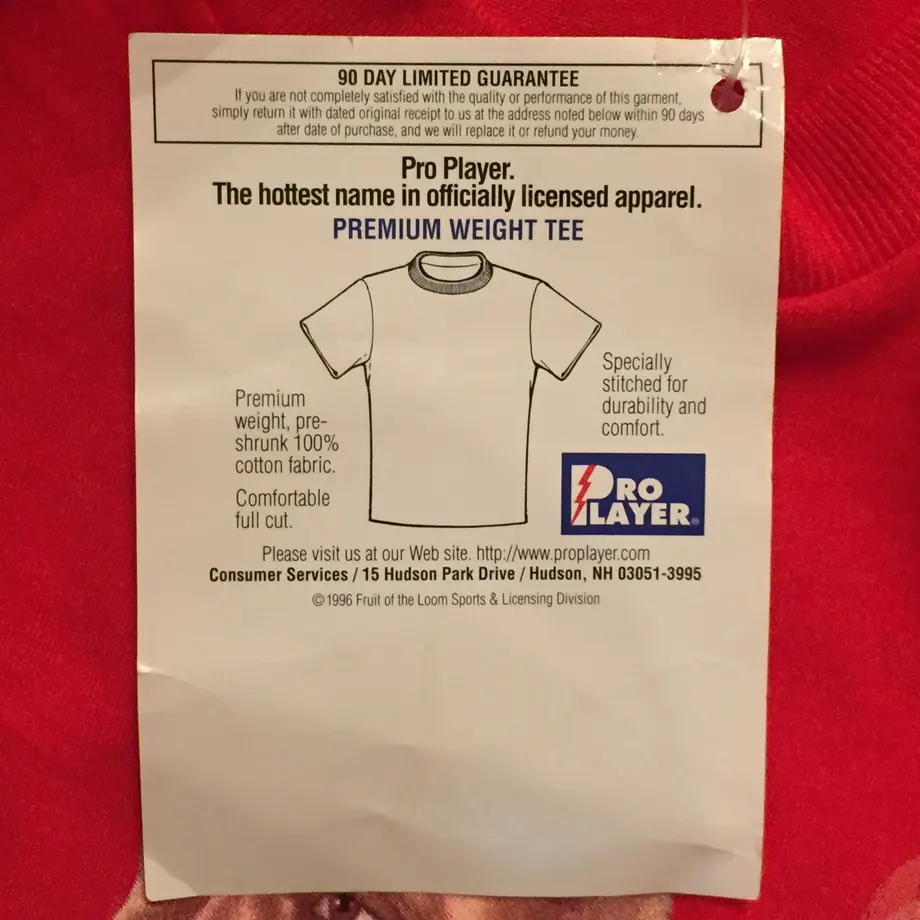 90 DAY LIMITED GUARANTEE
If you are not completely satisfied with the quality or performance of this garment,
simply return it with dated original receipt to us at the address noted below within 90 days
after date of purchase, and we will replace it or refund your money.
Pro Player.
The hottest name in officially licensed apparel.
PREMIUM WEIGHT TEE
Premium
weight, pre-
shrunk 100%
cotton fabric.
Comfortable
full cut.
Specially
stitched for
durability and
comfort.
PRO
PLAYER®
Please visit us at our Web site. http://www.proplayer.com
Consumer Services / 15 Hudson Park Drive / Hudson, NH 03051-3995
©1996 Fruit of the Loom Sports & Licensing Division